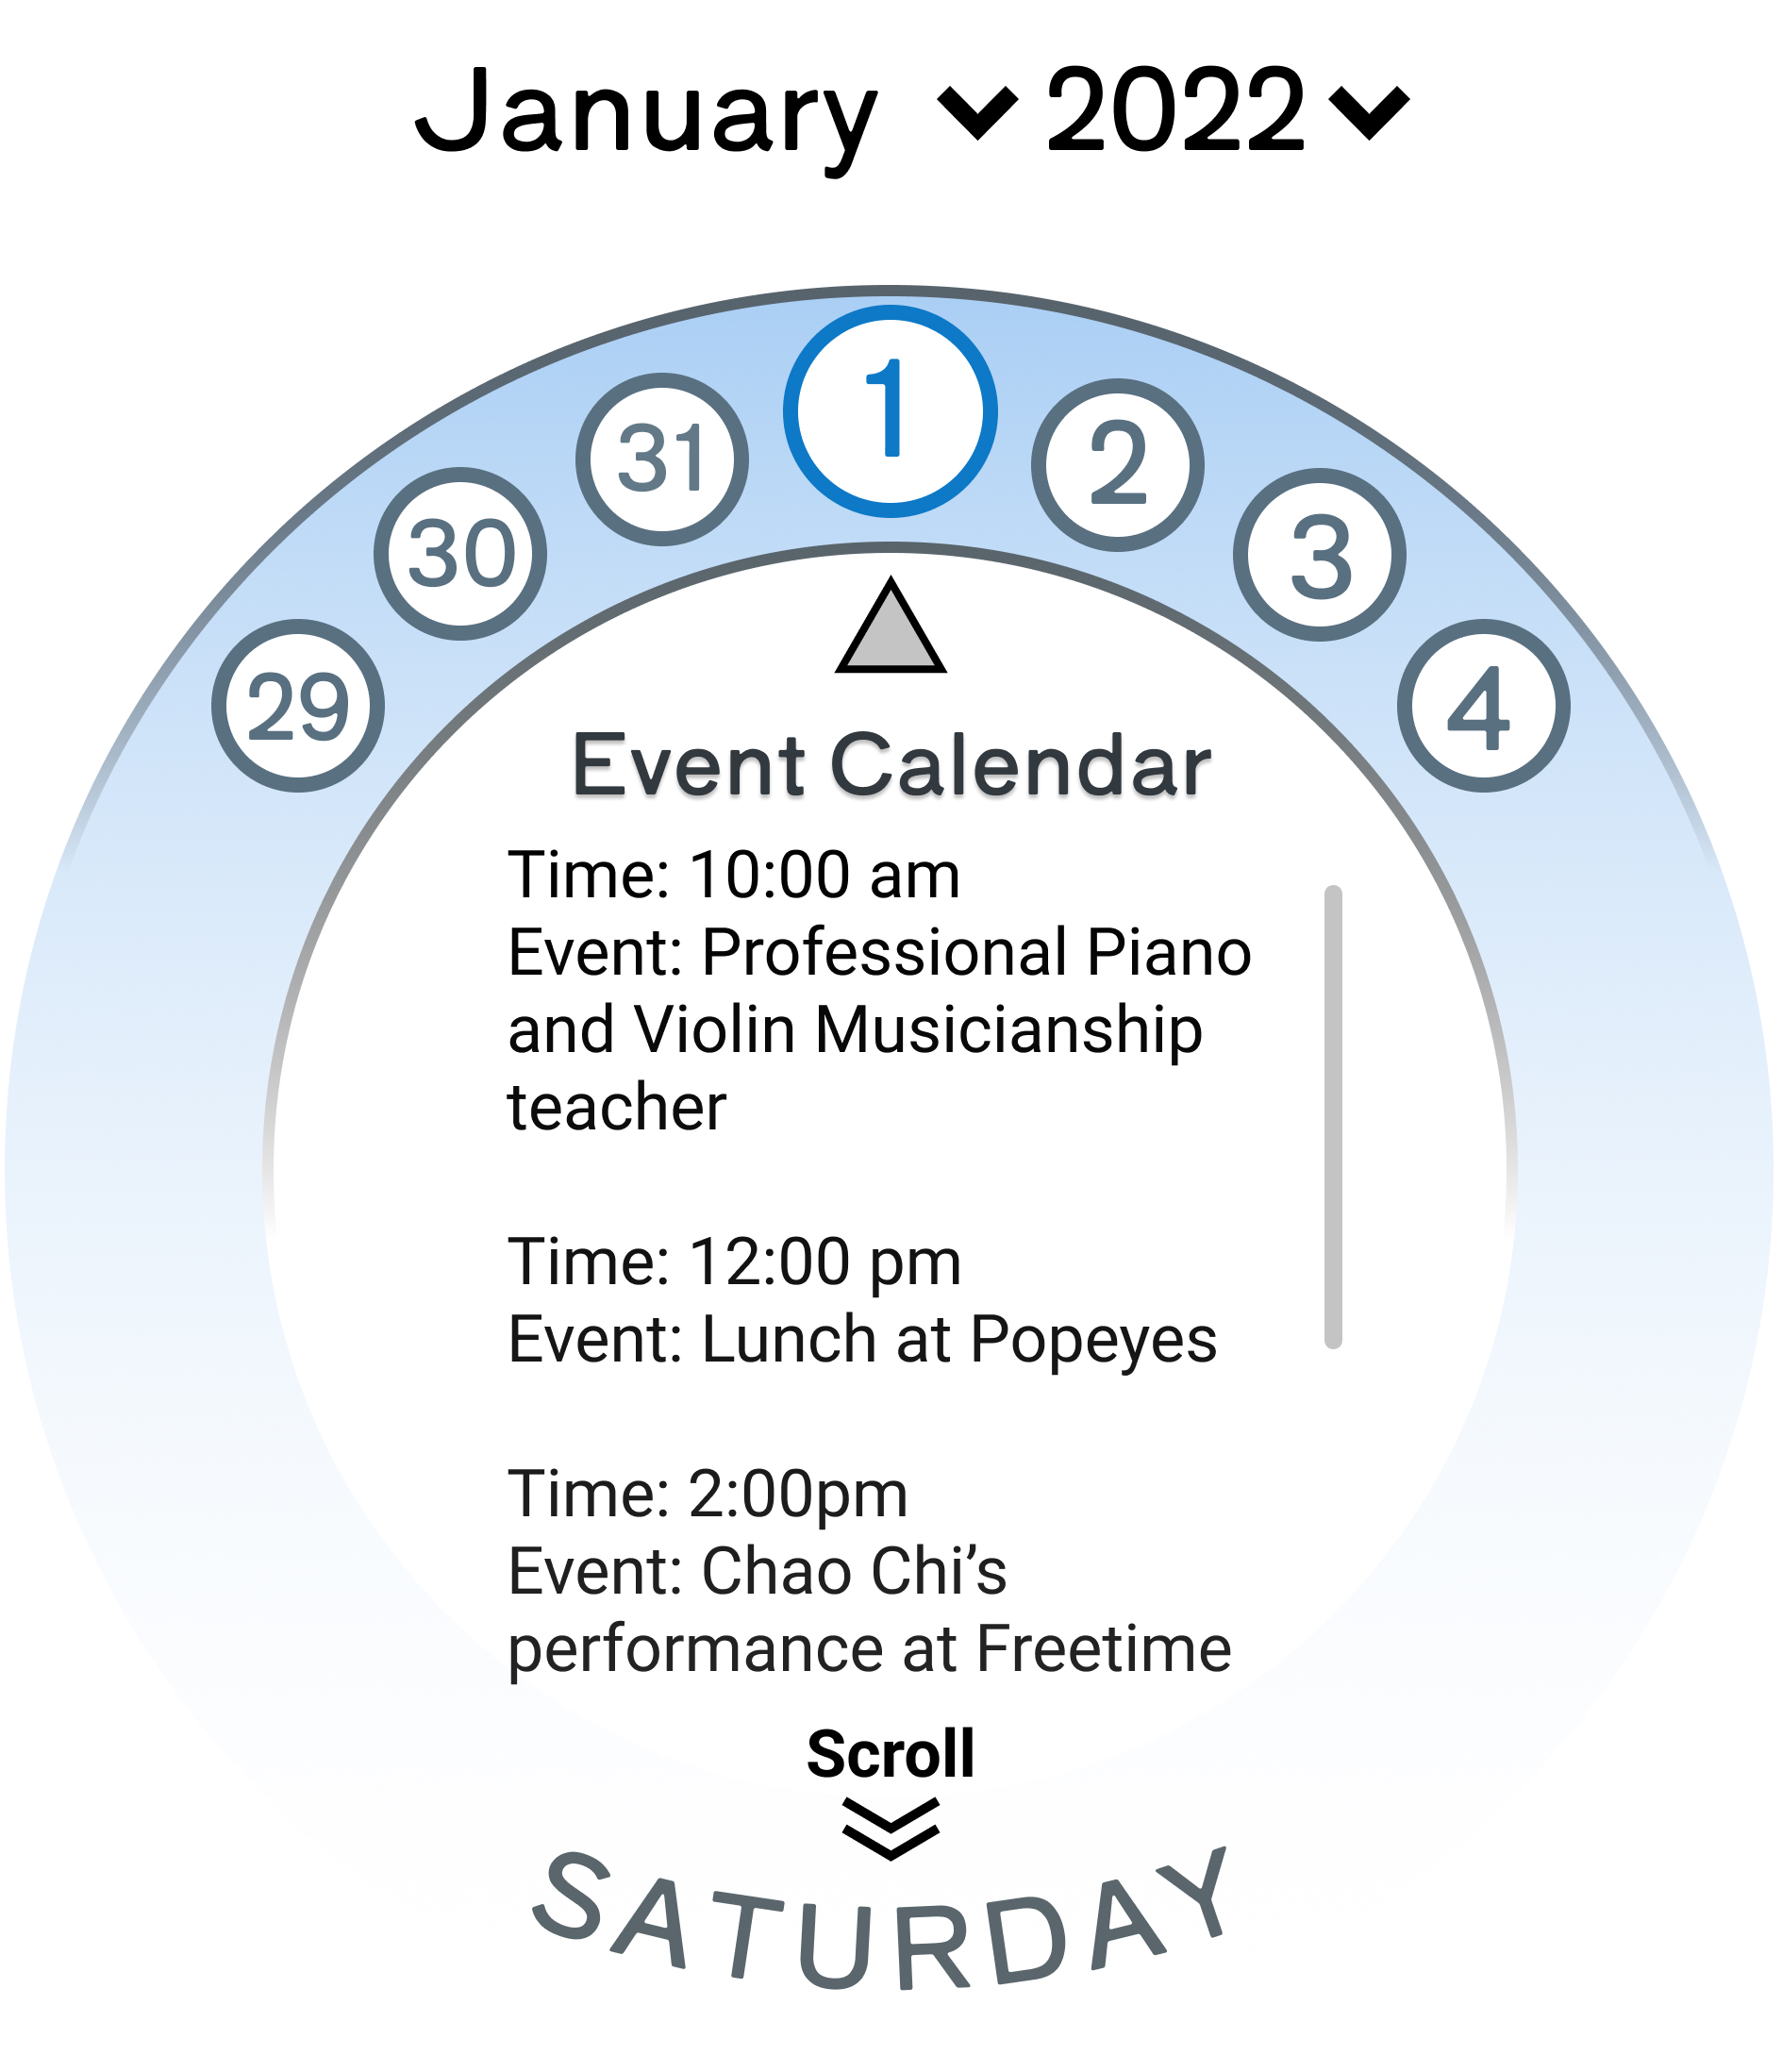 January 2022
29 30 31 1 2 3 4
Event Calendar
Time: 10:00 am
Event: Professional Piano
and Violin Musicianship
teacher
Time: 12:00 pm
Event: Lunch at Popeyes
Time: 2:00pm
Event: Chao Chi’s
performance at Freetime
Scroll
SATURDAY